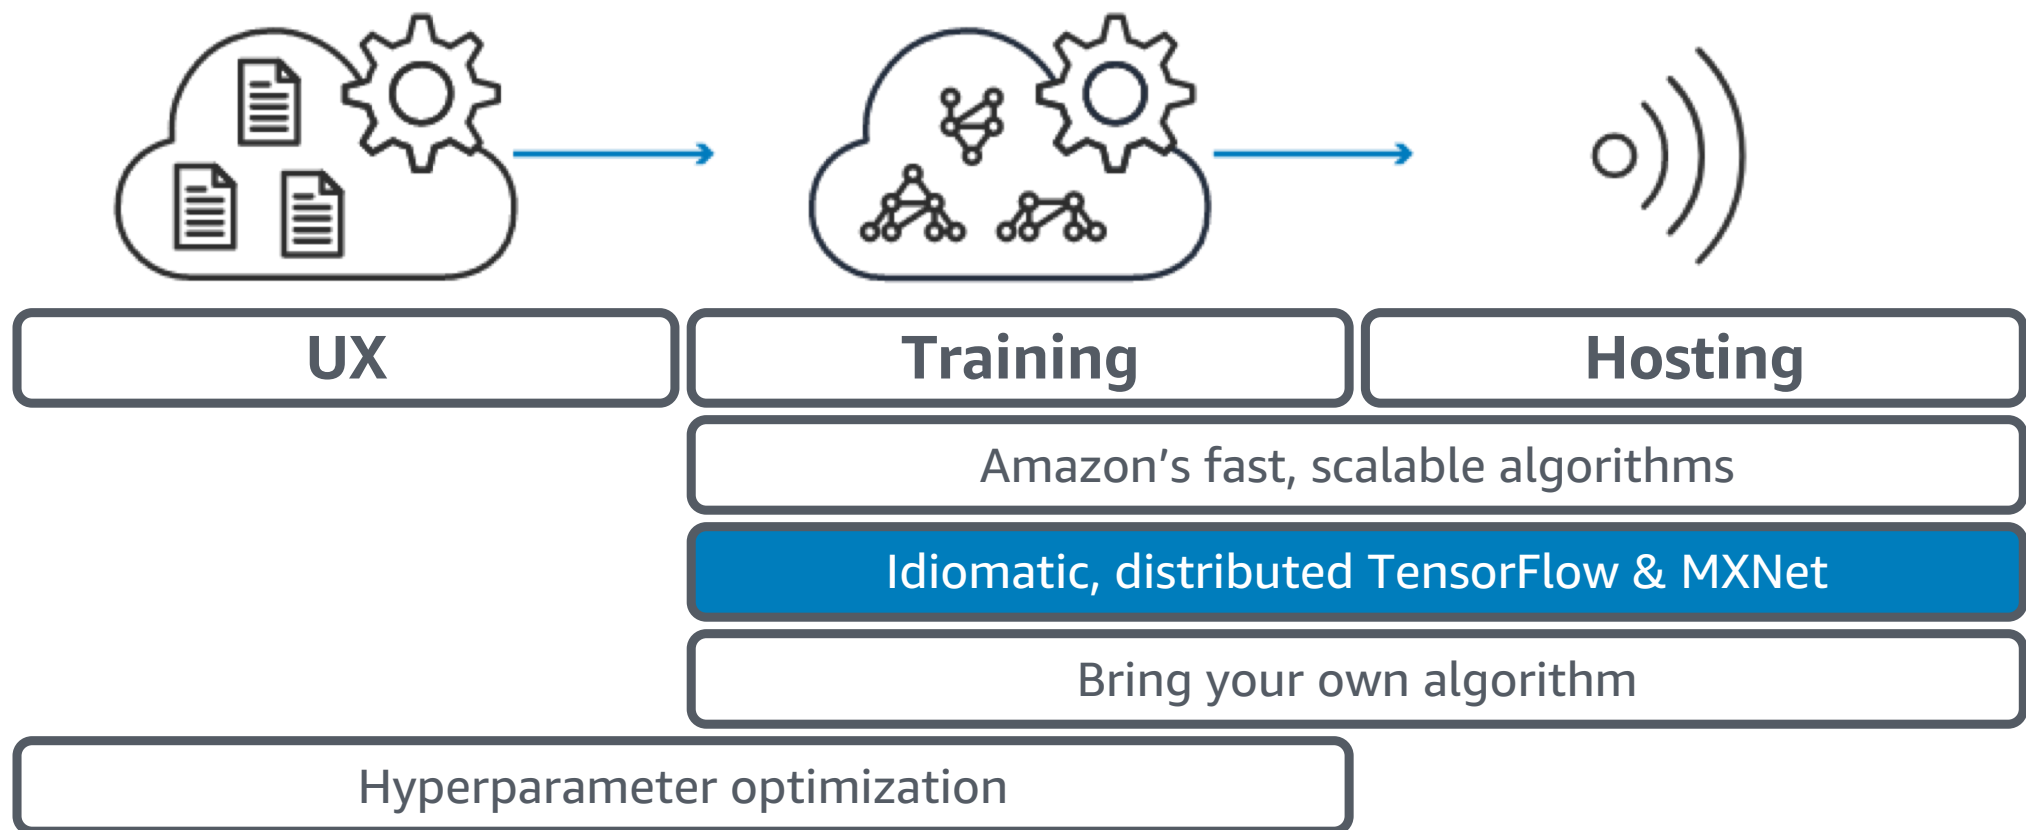 UX
Training
Hosting
Amazon’s fast, scalable algorithms
Idiomatic, distributed TensorFlow & MXNet
Bring your own algorithm
Hyperparameter optimization